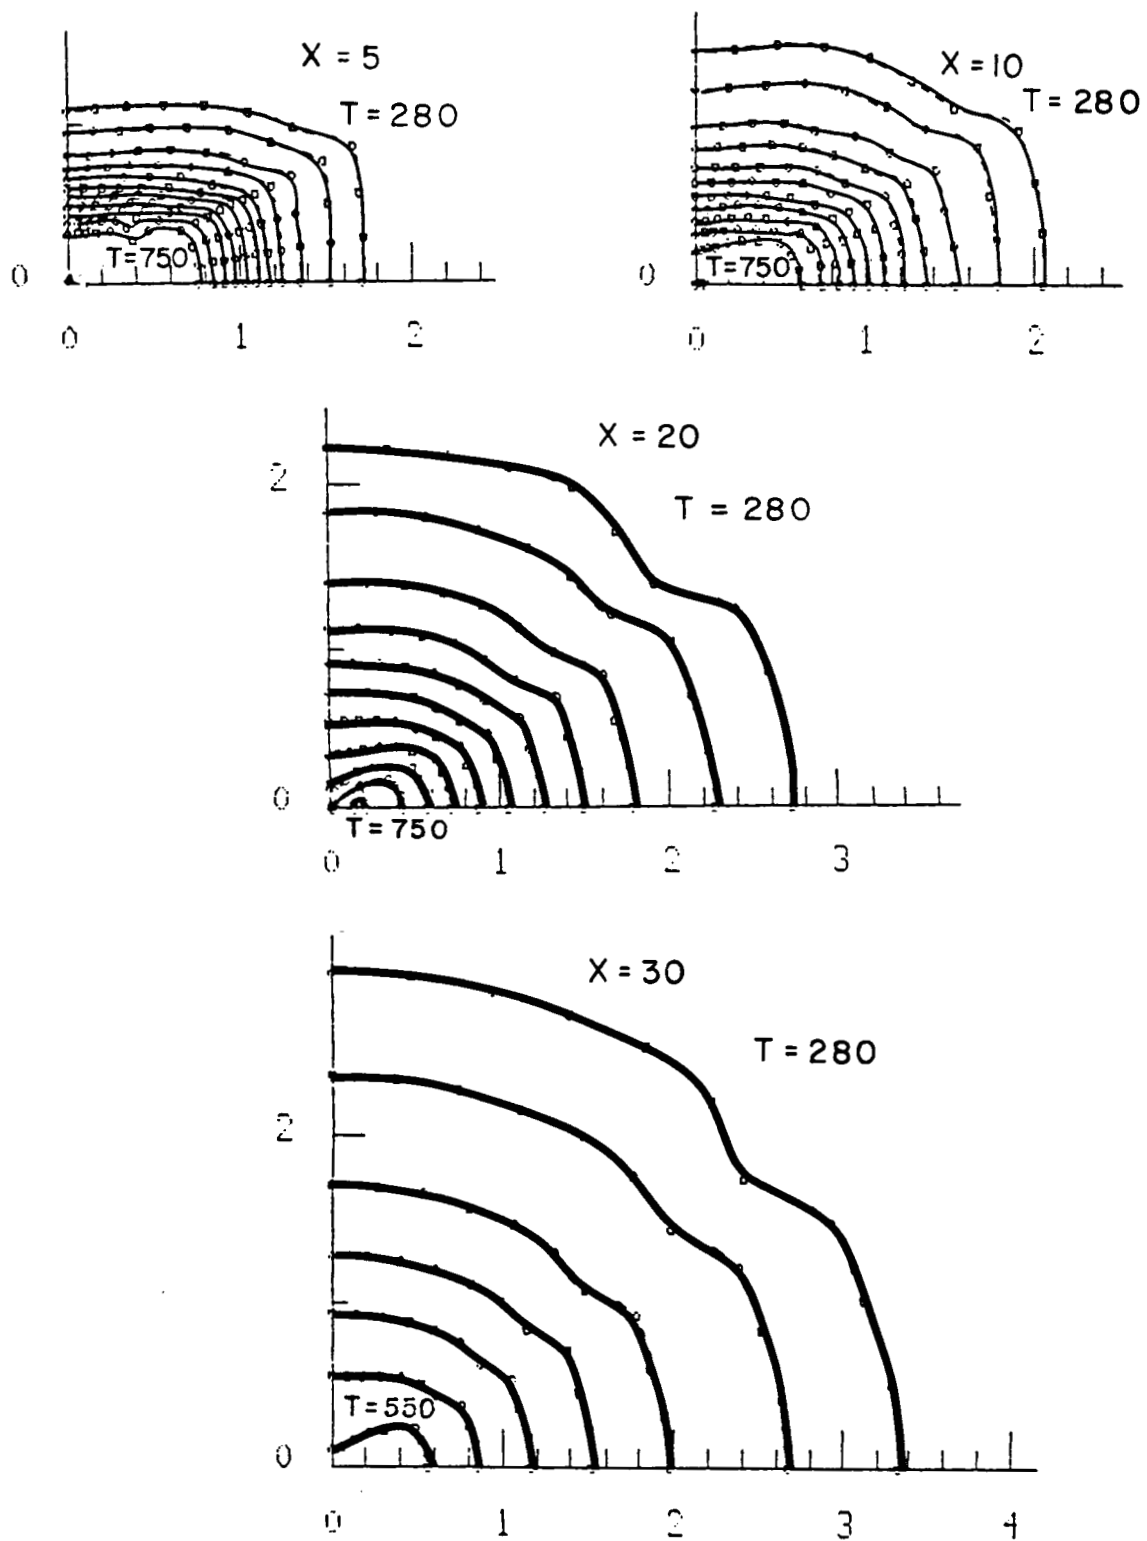 X = 5
T = 280
T=750
0
0 1 2
X = 10
T = 280
T=750
0
0 1 2
X = 20
2
T = 280
0
T=750
0 1 2 3
X = 30
T = 280
2
T=550
0
0 1 2 3 4